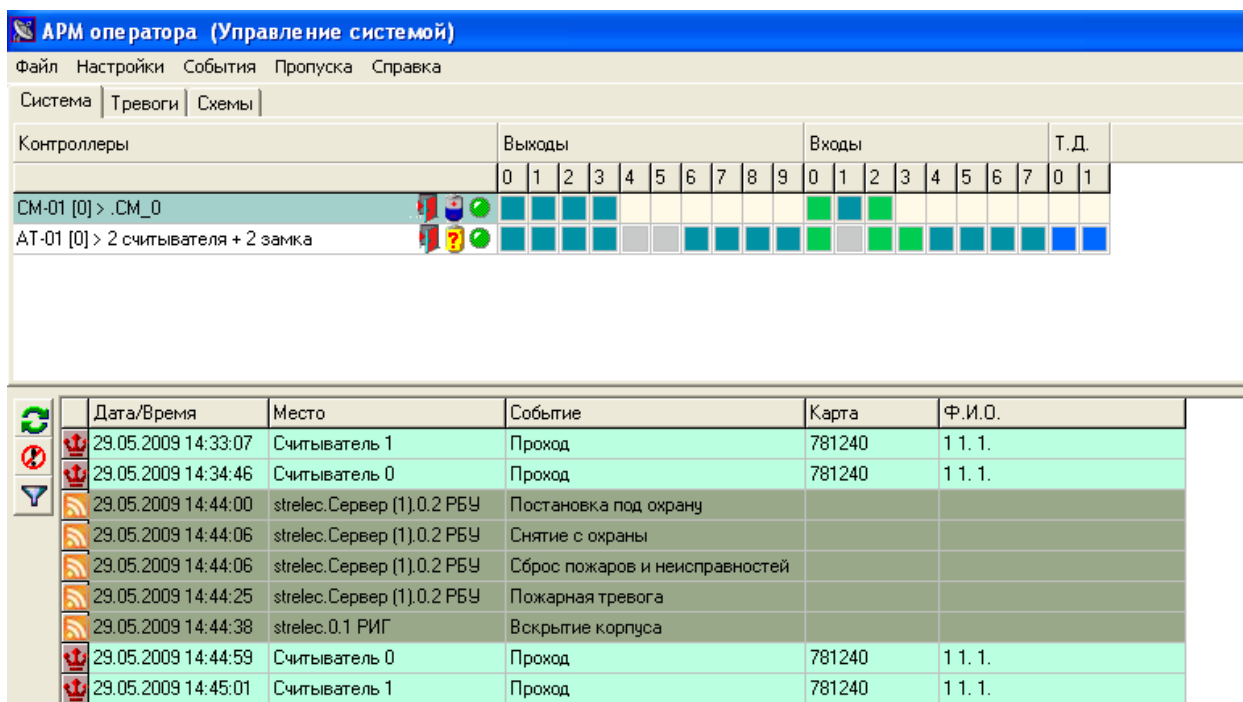 АРМ оператора (Управление системой)
Файл Настройки События Пропуска Справка
Система Тревоги Схемы
Контроллеры Выходы Входы Т.Д.
0 1 2 3 4 5 6 7 8 9 0 1 2 3 4 5 6 7 0 1
СМ-01 [0] > .СМ_0
АТ-01 [0] > 2 считывателя + 2 замка
Дата/Время Место Событие Карта Ф.И.О.
29.05.2009 14:33:07 Считыватель 1 Проход 781240 1 1. 1.
29.05.2009 14:34:46 Считыватель 0 Проход 781240 1 1. 1.
29.05.2009 14:44:00 strelec.Сервер (1).0.2 РБУ Постановка под охрану
29.05.2009 14:44:06 strelec.Сервер (1).0.2 РБУ Снятие с охраны
29.05.2009 14:44:06 strelec.Сервер (1).0.2 РБУ Сброс пожаров и неисправностей
29.05.2009 14:44:25 strelec.Сервер (1).0.2 РБУ Пожарная тревога
29.05.2009 14:44:38 strelec.0.1 РИГ Вскрытие корпуса
29.05.2009 14:44:59 Считыватель 0 Проход 781240 1 1. 1.
29.05.2009 14:45:01 Считыватель 1 Проход 781240 1 1. 1.